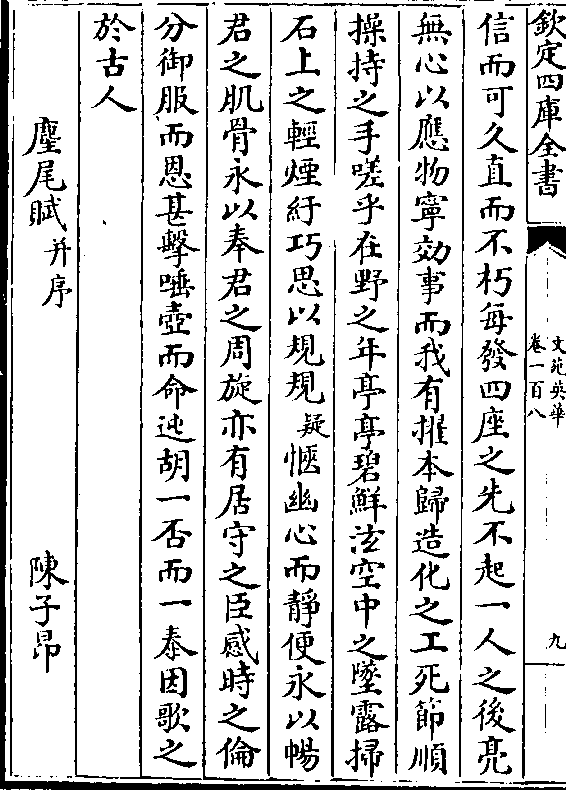 欽定四庫全書
文苑英華
卷一百八
九
信而可久直而不朽每發四座之先不起一人之後亮
無心以應物寧効事而我有擢本歸造化之工死節順
操持之手嗟乎在野之年亭亭碧鮮泫空中之墜露掃
石上之輕煙紆巧思以規規疑愜幽心而靜便永以暢
君之肌骨永以奉君之周旋亦有居守之臣感時之倫
分御服而恩甚擊唾壺而命迍胡一否而一泰因歌之
於古人
麈尾賦并序 陳子昂